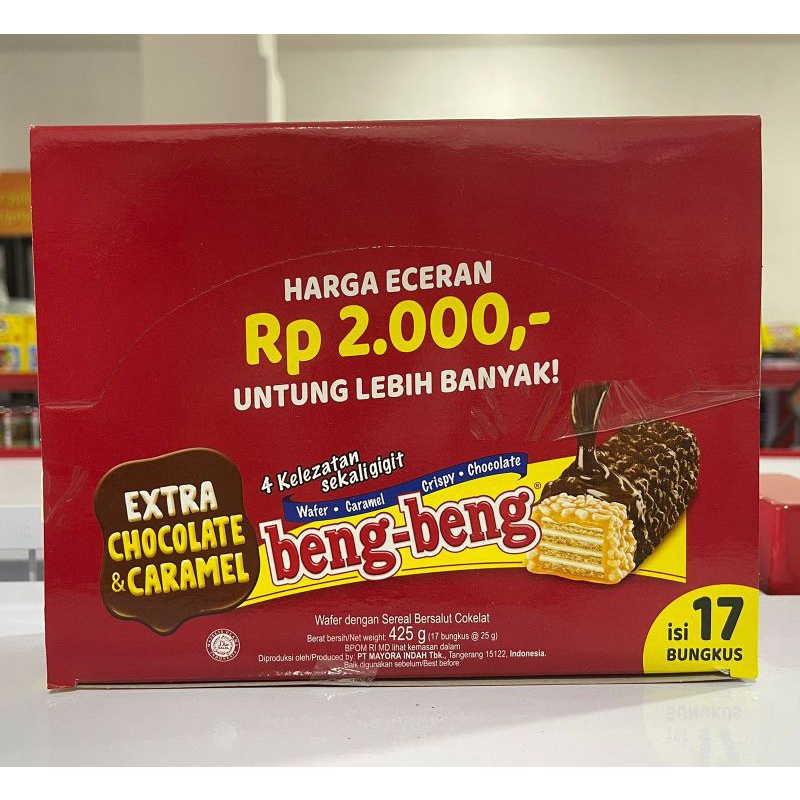 HARGA ECERAN
Rp 2.000,-
UNTUNG LEBIH BANYAK!
4 Kelezatan
sekali gigit
Wafer • Caramel Crispy • Chocolate
beng-beng®
EXTRA
CHOCOLATE
& CARAMEL
Wafer dengan Sereal Bersalut Cokelat
Berat bersih/Net weight: 425 g (17 bungkus @ 25 g)
BPOM RI MD lihat kemasan dalam
Diproduksi oleh/Produced by: PT MAYORA INDAH Tbk., Tangerang 15122, Indonesia.
Baik digunakan sebelum/Best before:
isi 17
BUNGKUS